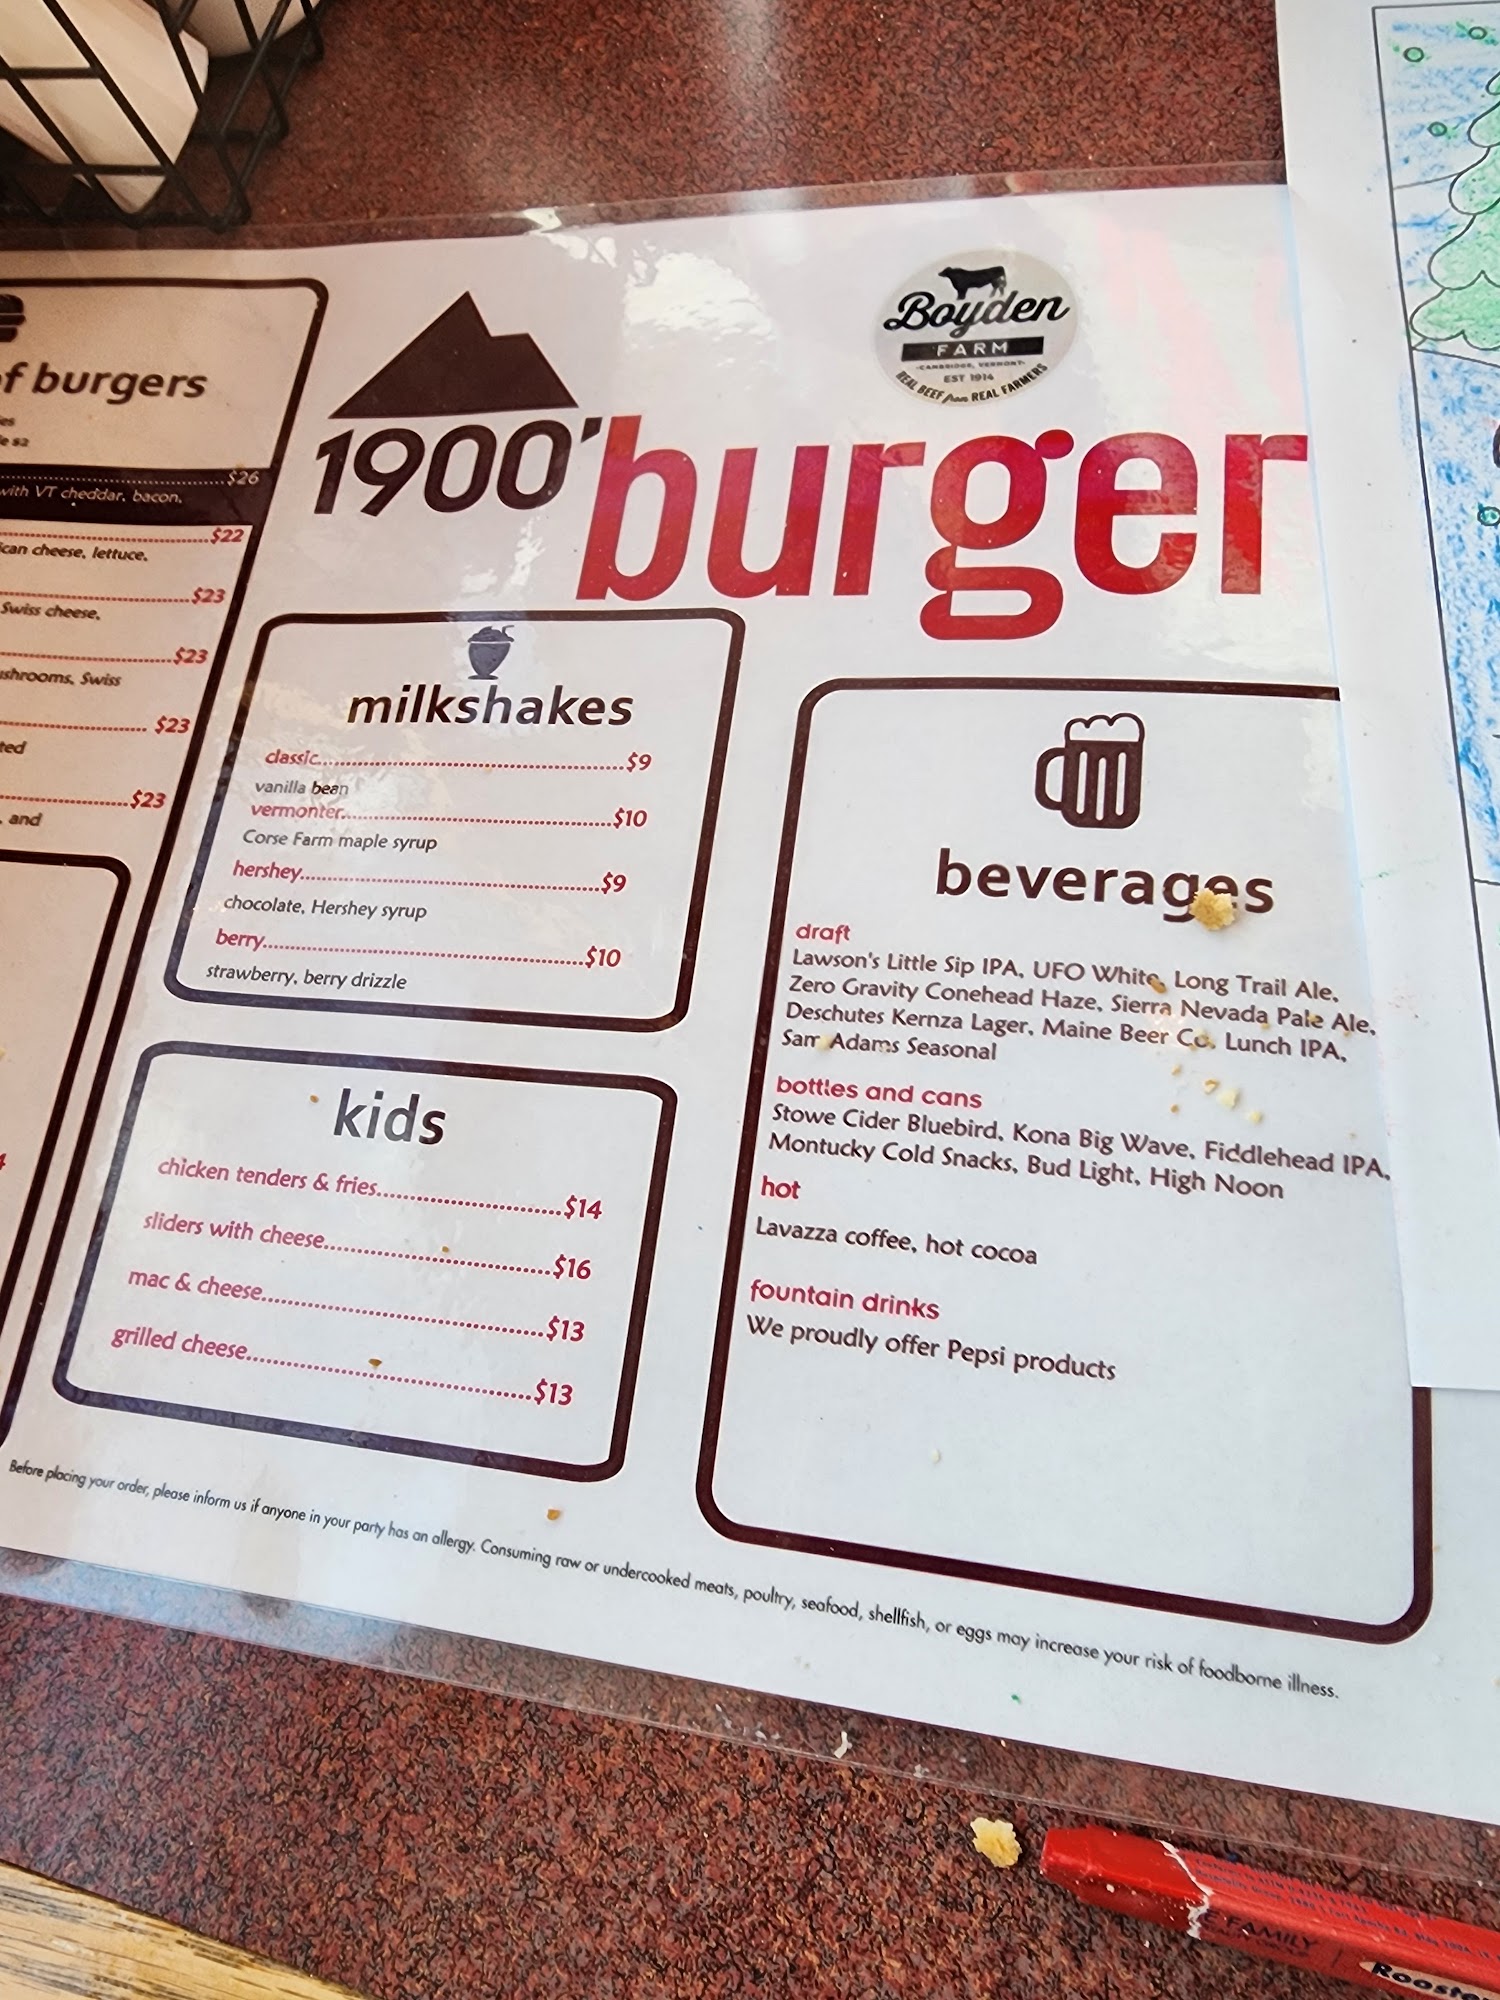 f burgers
$26
with VT cheddar, bacon,
$22
can cheese, lettuce,
$23
Swiss cheese,
$23
shrooms, Swiss
$23
ted
$23
, and
1900' burger
Boyden
FARM
CAMBRIDGE, VERMONT
EST 1914
REAL BEEF from REAL FARMERS
milkshakes
classic..........$9
vanilla bean
vermonter..........$10
Corse Farm maple syrup
hershey..........$9
chocolate, Hershey syrup
berry..........$10
strawberry, berry drizzle
kids
chicken tenders & fries..........$14
sliders with cheese..........$16
mac & cheese..........$13
grilled cheese..........$13
beverages
draft
Lawson's Little Sip IPA, UFO White, Long Trail Ale,
Zero Gravity Conehead Haze, Sierra Nevada Pale Ale,
Deschutes Kernza Lager, Maine Beer Co. Lunch IPA,
Sam Adams Seasonal
bottles and cans
Stowe Cider Bluebird, Kona Big Wave, Fiddlehead IPA,
Montucky Cold Snacks, Bud Light, High Noon
hot
Lavazza coffee, hot cocoa
fountain drinks
We proudly offer Pepsi products
Before placing your order, please inform us if anyone in your party has an allergy. Consuming raw or undercooked meats, poultry, seafood, shellfish, or eggs may increase your risk of foodborne illness.
E FAMILY
Rooste